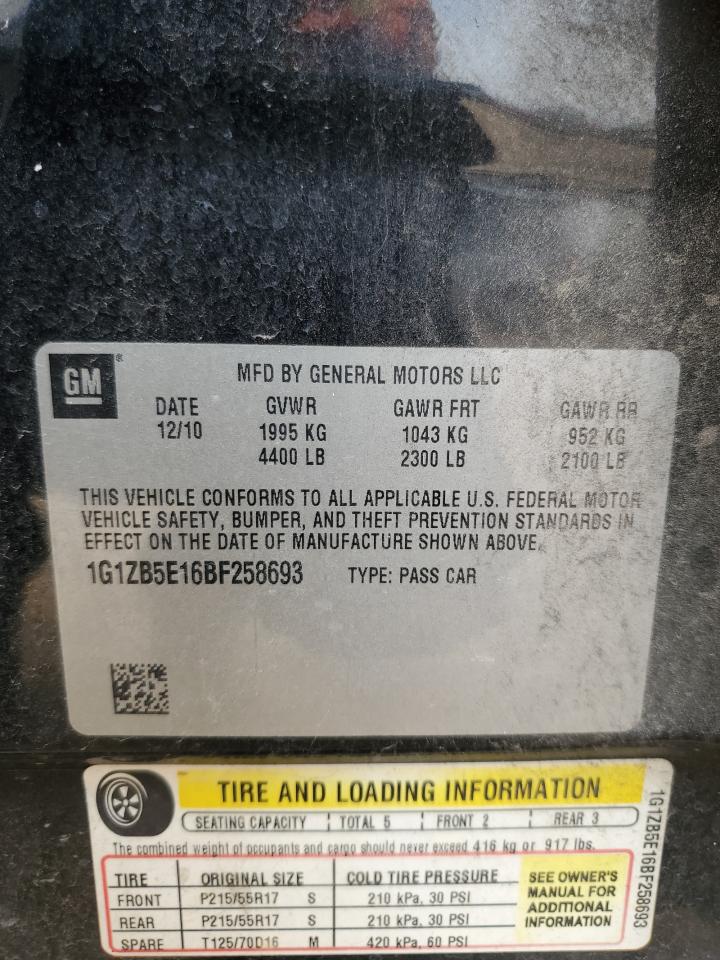 GM ®
MFD BY GENERAL MOTORS LLC
DATE GVWR GAWR FRT GAWR RR
12/10 1995 KG 1043 KG 952 KG
4400 LB 2300 LB 2100 LB
THIS VEHICLE CONFORMS TO ALL APPLICABLE U.S. FEDERAL MOTOR
VEHICLE SAFETY, BUMPER, AND THEFT PREVENTION STANDARDS IN
EFFECT ON THE DATE OF MANUFACTURE SHOWN ABOVE.
1G1ZB5E16BF258693 TYPE: PASS CAR
TIRE AND LOADING INFORMATION
SEATING CAPACITY TOTAL 5 FRONT 2 REAR 3
The combined weight of occupants and cargo should never exceed 416 kg or 917 lbs.
TIRE ORIGINAL SIZE COLD TIRE PRESSURE
FRONT P215/55R17 S 210 kPa, 30 PSI
REAR P215/55R17 S 210 kPa, 30 PSI
SPARE T125/70D16 M 420 kPa, 60 PSI
SEE OWNER'S
MANUAL FOR
ADDITIONAL
INFORMATION
1G1ZB5E16BF258693